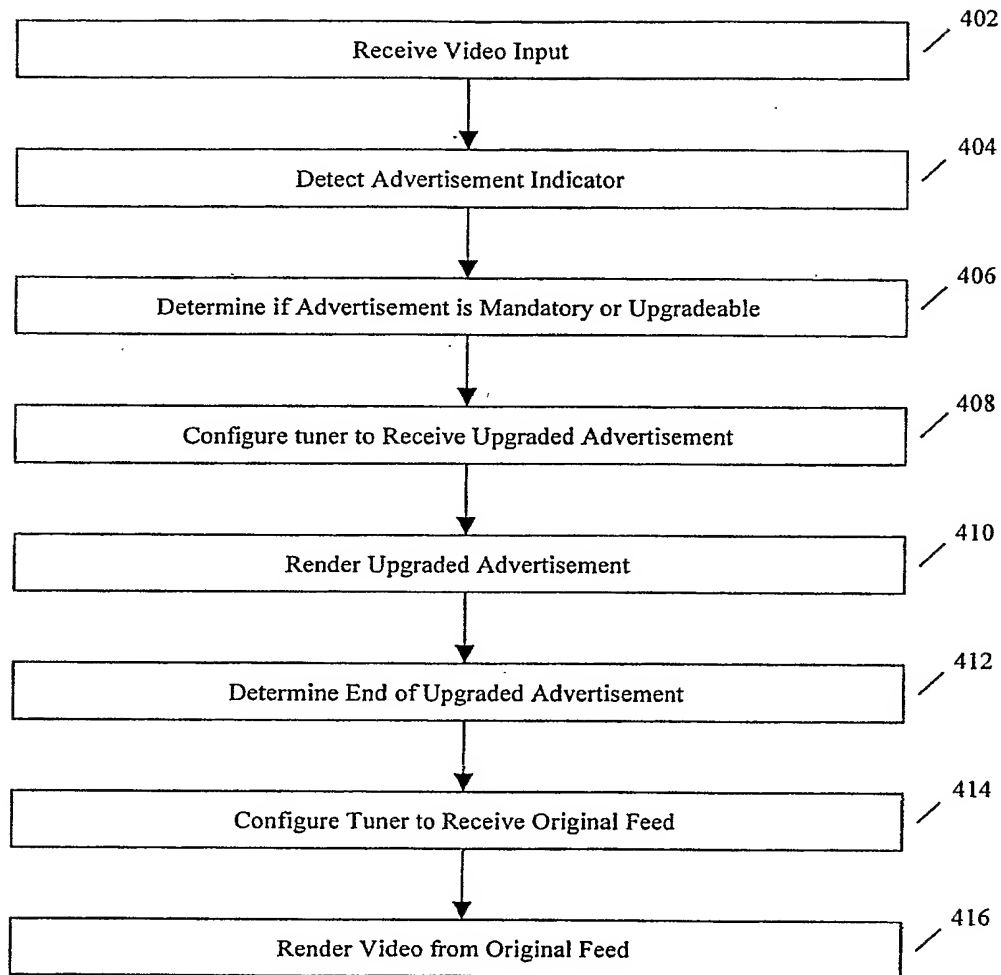 402
Receive Video Input
404
Detect Advertisement Indicator
406
Determine if Advertisement is Mandatory or Upgradeable
408
Configure tuner to Receive Upgraded Advertisement
410
Render Upgraded Advertisement
412
Determine End of Upgraded Advertisement
414
Configure Tuner to Receive Original Feed
416
Render Video from Original Feed